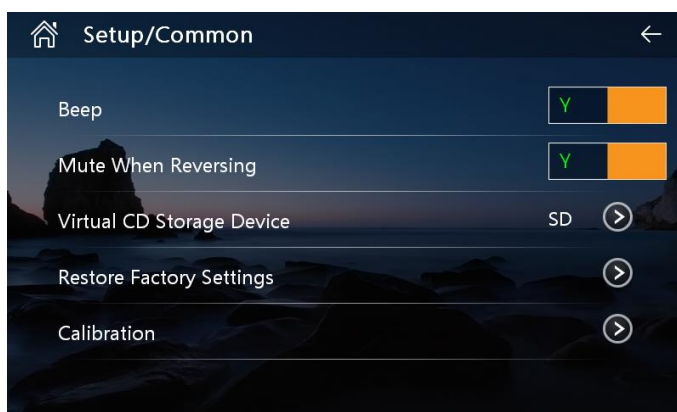 Setup/Common
Beep Y
Mute When Reversing Y
Virtual CD Storage Device SD
Restore Factory Settings
Calibration